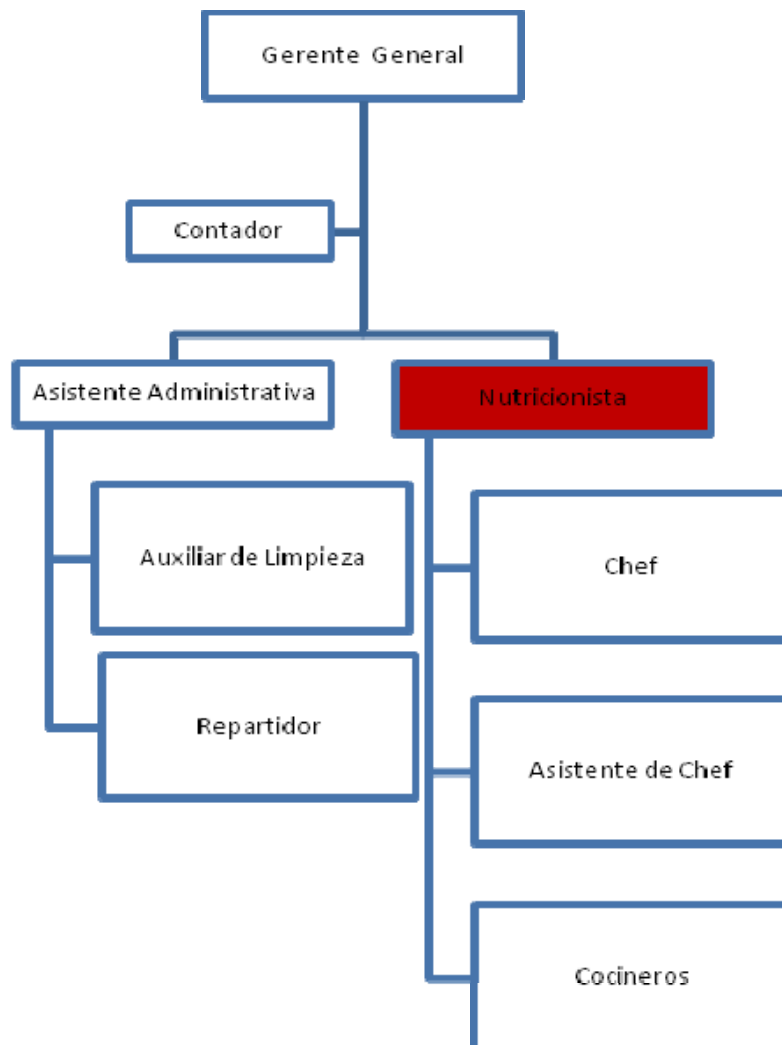 Gerente General
Contador
Asistente Administrativa
Nutricionista
Auxiliar de Limpieza
Chef
Repartidor
Asistente de Chef
Cocineros